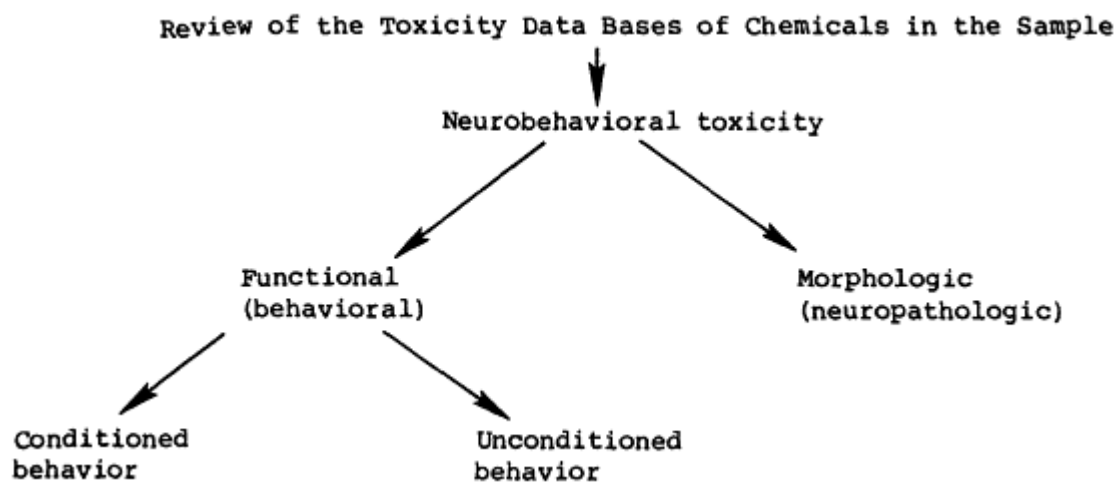 Review of the Toxicity Data Bases of Chemicals in the Sample
Neurobehavioral toxicity
Functional
(behavioral)
Morphologic
(neuropathologic)
Conditioned
behavior
Unconditioned
behavior